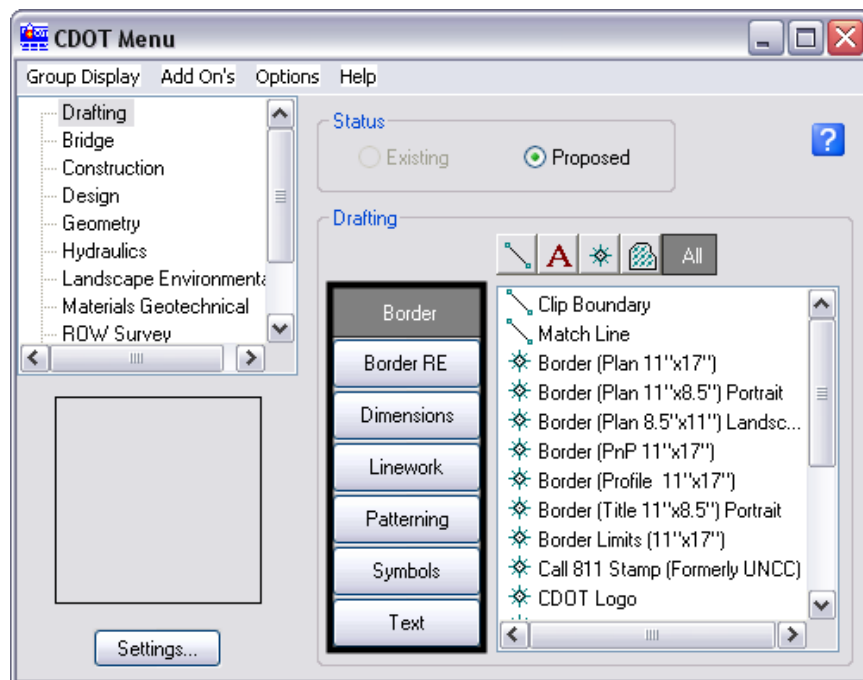 CDOT Menu
Group Display Add On's Options Help
Drafting
Bridge
Construction
Design
Geometry
Hydraulics
Landscape Environmenta
Materials Geotechnical
ROW Survey
Settings...
Status
Existing Proposed
?
Drafting
A All
Border
Border RE
Dimensions
Linework
Patterning
Symbols
Text
Clip Boundary
Match Line
Border (Plan 11"x17")
Border (Plan 11"x8.5") Portrait
Border (Plan 8.5"x11") Landsc...
Border (PnP 11"x17")
Border (Profile  11"x17")
Border (Title 11"x8.5") Portrait
Border Limits (11"x17")
Call 811 Stamp (Formerly UNCC)
CDOT Logo